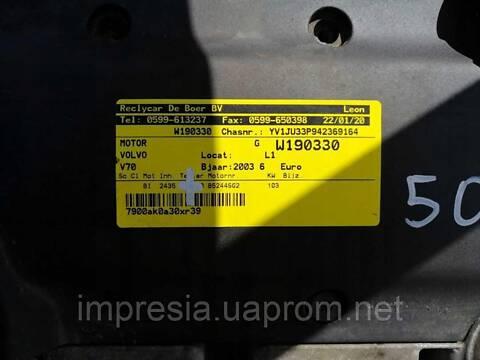 Reclycar De Boer BV Leon
Tel: 0599-613237 Fax: 0599-650398 22/01/20
W190330 Chasnr.: YV1JU33P942369164
MOTOR G W190330
VOLVO Locat: L1
V70 Bjaar:2003 6 Euro
Sg Cl Mot Inh. Motornr. KW Bijz
BI 2435 B5244SG2 103
7900ak0a30xr39
50
impresia.uaprom.net